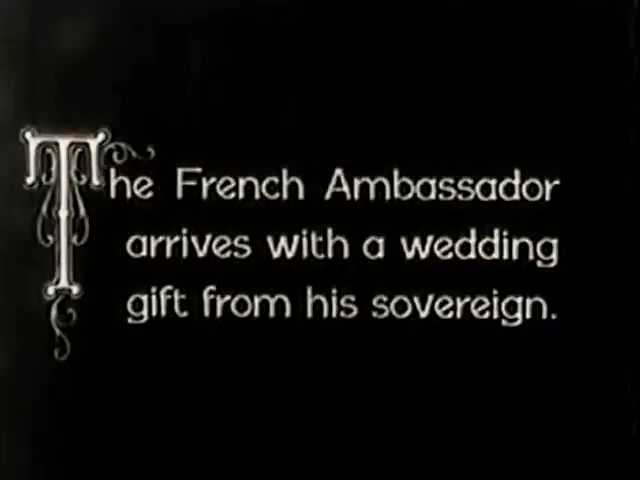 The French Ambassador
arrives with a wedding
gift from his sovereign.